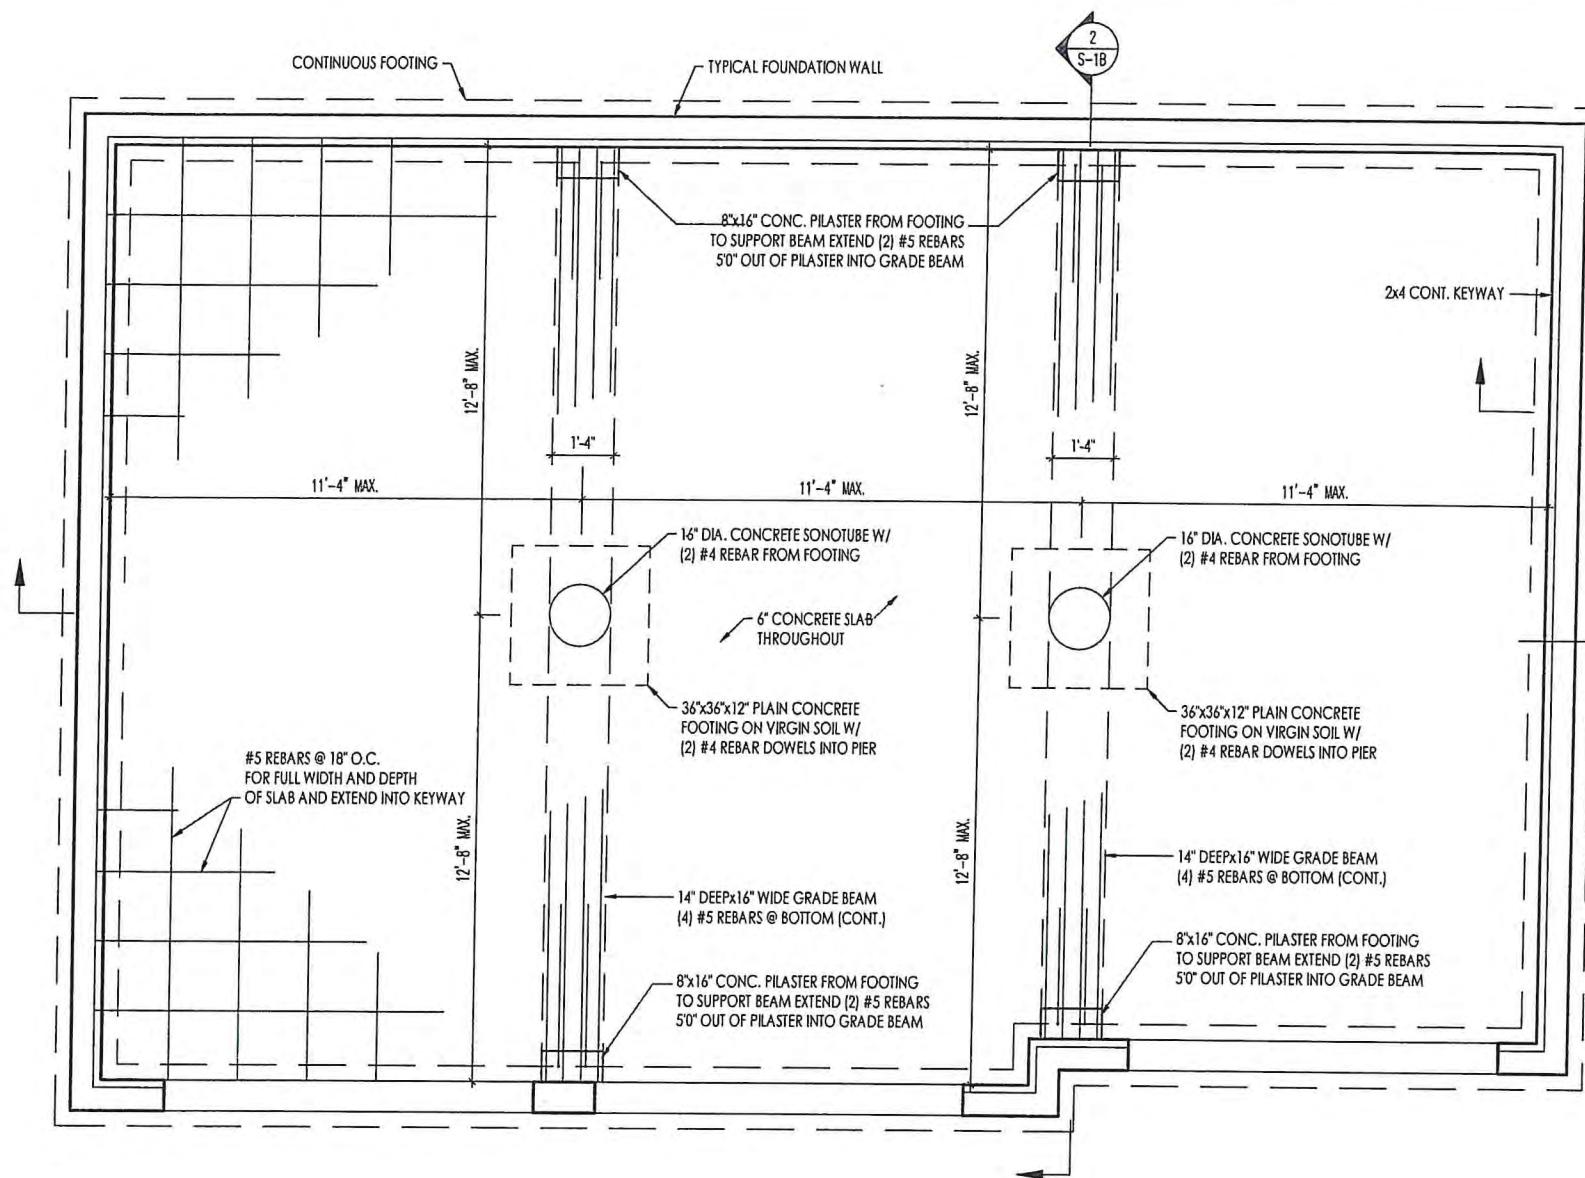 2
S-1B
CONTINUOUS FOOTING
TYPICAL FOUNDATION WALL
8"x16" CONC. PILASTER FROM FOOTING
TO SUPPORT BEAM EXTEND (2) #5 REBARS
5'0" OUT OF PILASTER INTO GRADE BEAM
2x4 CONT. KEYWAY
12'-8" MAX.
12'-8" MAX.
1'-4"
1'-4"
11'-4" MAX.
11'-4" MAX.
11'-4" MAX.
16" DIA. CONCRETE SONOTUBE W/
(2) #4 REBAR FROM FOOTING
16" DIA. CONCRETE SONOTUBE W/
(2) #4 REBAR FROM FOOTING
6" CONCRETE SLAB
THROUGHOUT
36"x36"x12" PLAIN CONCRETE
FOOTING ON VIRGIN SOIL W/
(2) #4 REBAR DOWELS INTO PIER
36"x36"x12" PLAIN CONCRETE
FOOTING ON VIRGIN SOIL W/
(2) #4 REBAR DOWELS INTO PIER
#5 REBARS @ 18" O.C.
FOR FULL WIDTH AND DEPTH
OF SLAB AND EXTEND INTO KEYWAY
12'-8" MAX.
12'-8" MAX.
14" DEEPx16" WIDE GRADE BEAM
(4) #5 REBARS @ BOTTOM (CONT.)
14" DEEPx16" WIDE GRADE BEAM
(4) #5 REBARS @ BOTTOM (CONT.)
8"x16" CONC. PILASTER FROM FOOTING
TO SUPPORT BEAM EXTEND (2) #5 REBARS
5'0" OUT OF PILASTER INTO GRADE BEAM
8"x16" CONC. PILASTER FROM FOOTING
TO SUPPORT BEAM EXTEND (2) #5 REBARS
5'0" OUT OF PILASTER INTO GRADE BEAM